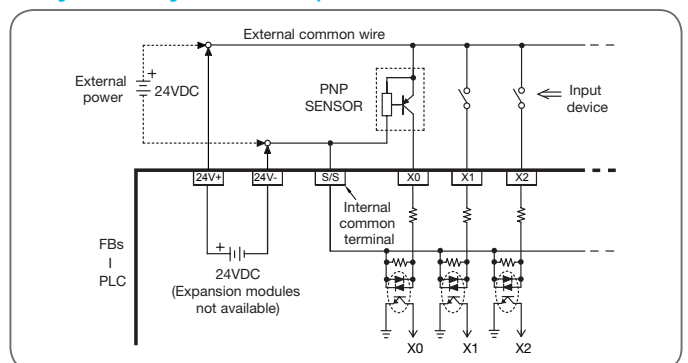 External common wire
External
power
+
24VDC
PNP
SENSOR
Input
device
24V+
24V-
S/S
X0
X1
X2
Internal
common
terminal
FBs
I
PLC
+
24VDC
(Expansion modules
not available)
X0
X1
X2